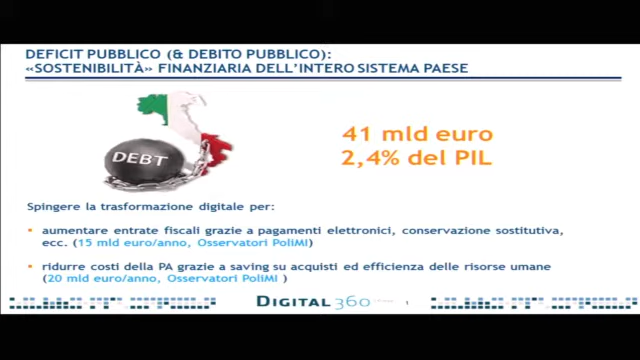 DEFICIT PUBBLICO (& DEBITO PUBBLICO):
«SOSTENIBILITÀ» FINANZIARIA DELL'INTERO SISTEMA PAESE
DEBT
41 mld euro
2,4% del PIL
Spingere la trasformazione digitale per:
• aumentare entrate fiscali grazie a pagamenti elettronici, conservazione sostitutiva,
ecc. (15 mld euro/anno, Osservatori PoliMI)
• ridurre costi della PA grazie a saving su acquisti ed efficienza delle risorse umane
(20 mld euro/anno, Osservatori PoliMI )
DIGITAL360
1